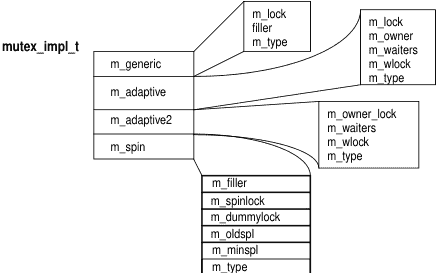 mutex_impl_t
m_generic
m_adaptive
m_adaptive2
m_spin
m_lock
filler
m_type
m_lock
m_owner
m_waiters
m_wlock
m_type
m_owner_lock
m_waiters
m_wlock
m_type
m_filler
m_spinlock
m_dummylock
m_oldspl
m_minspl
m_type